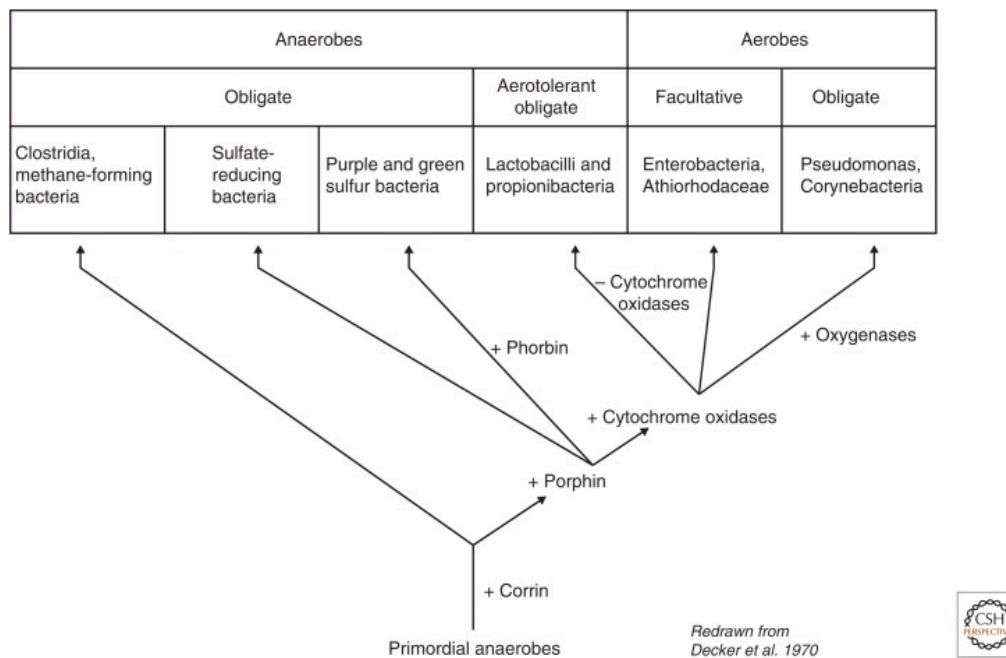 Anaerobes
Aerobes
Obligate
Aerotolerant
obligate
Facultative
Obligate
Clostridia,
methane-forming
bacteria
Sulfate-
reducing
bacteria
Purple and green
sulfur bacteria
Lactobacilli and
propionibacteria
Enterobacteria,
Athiorhodaceae
Pseudomonas,
Corynebacteria
– Cytochrome
oxidases
+ Oxygenases
+ Phorbin
+ Cytochrome oxidases
+ Porphin
+ Corrin
Primordial anaerobes
Redrawn from
Decker et al. 1970
CSH